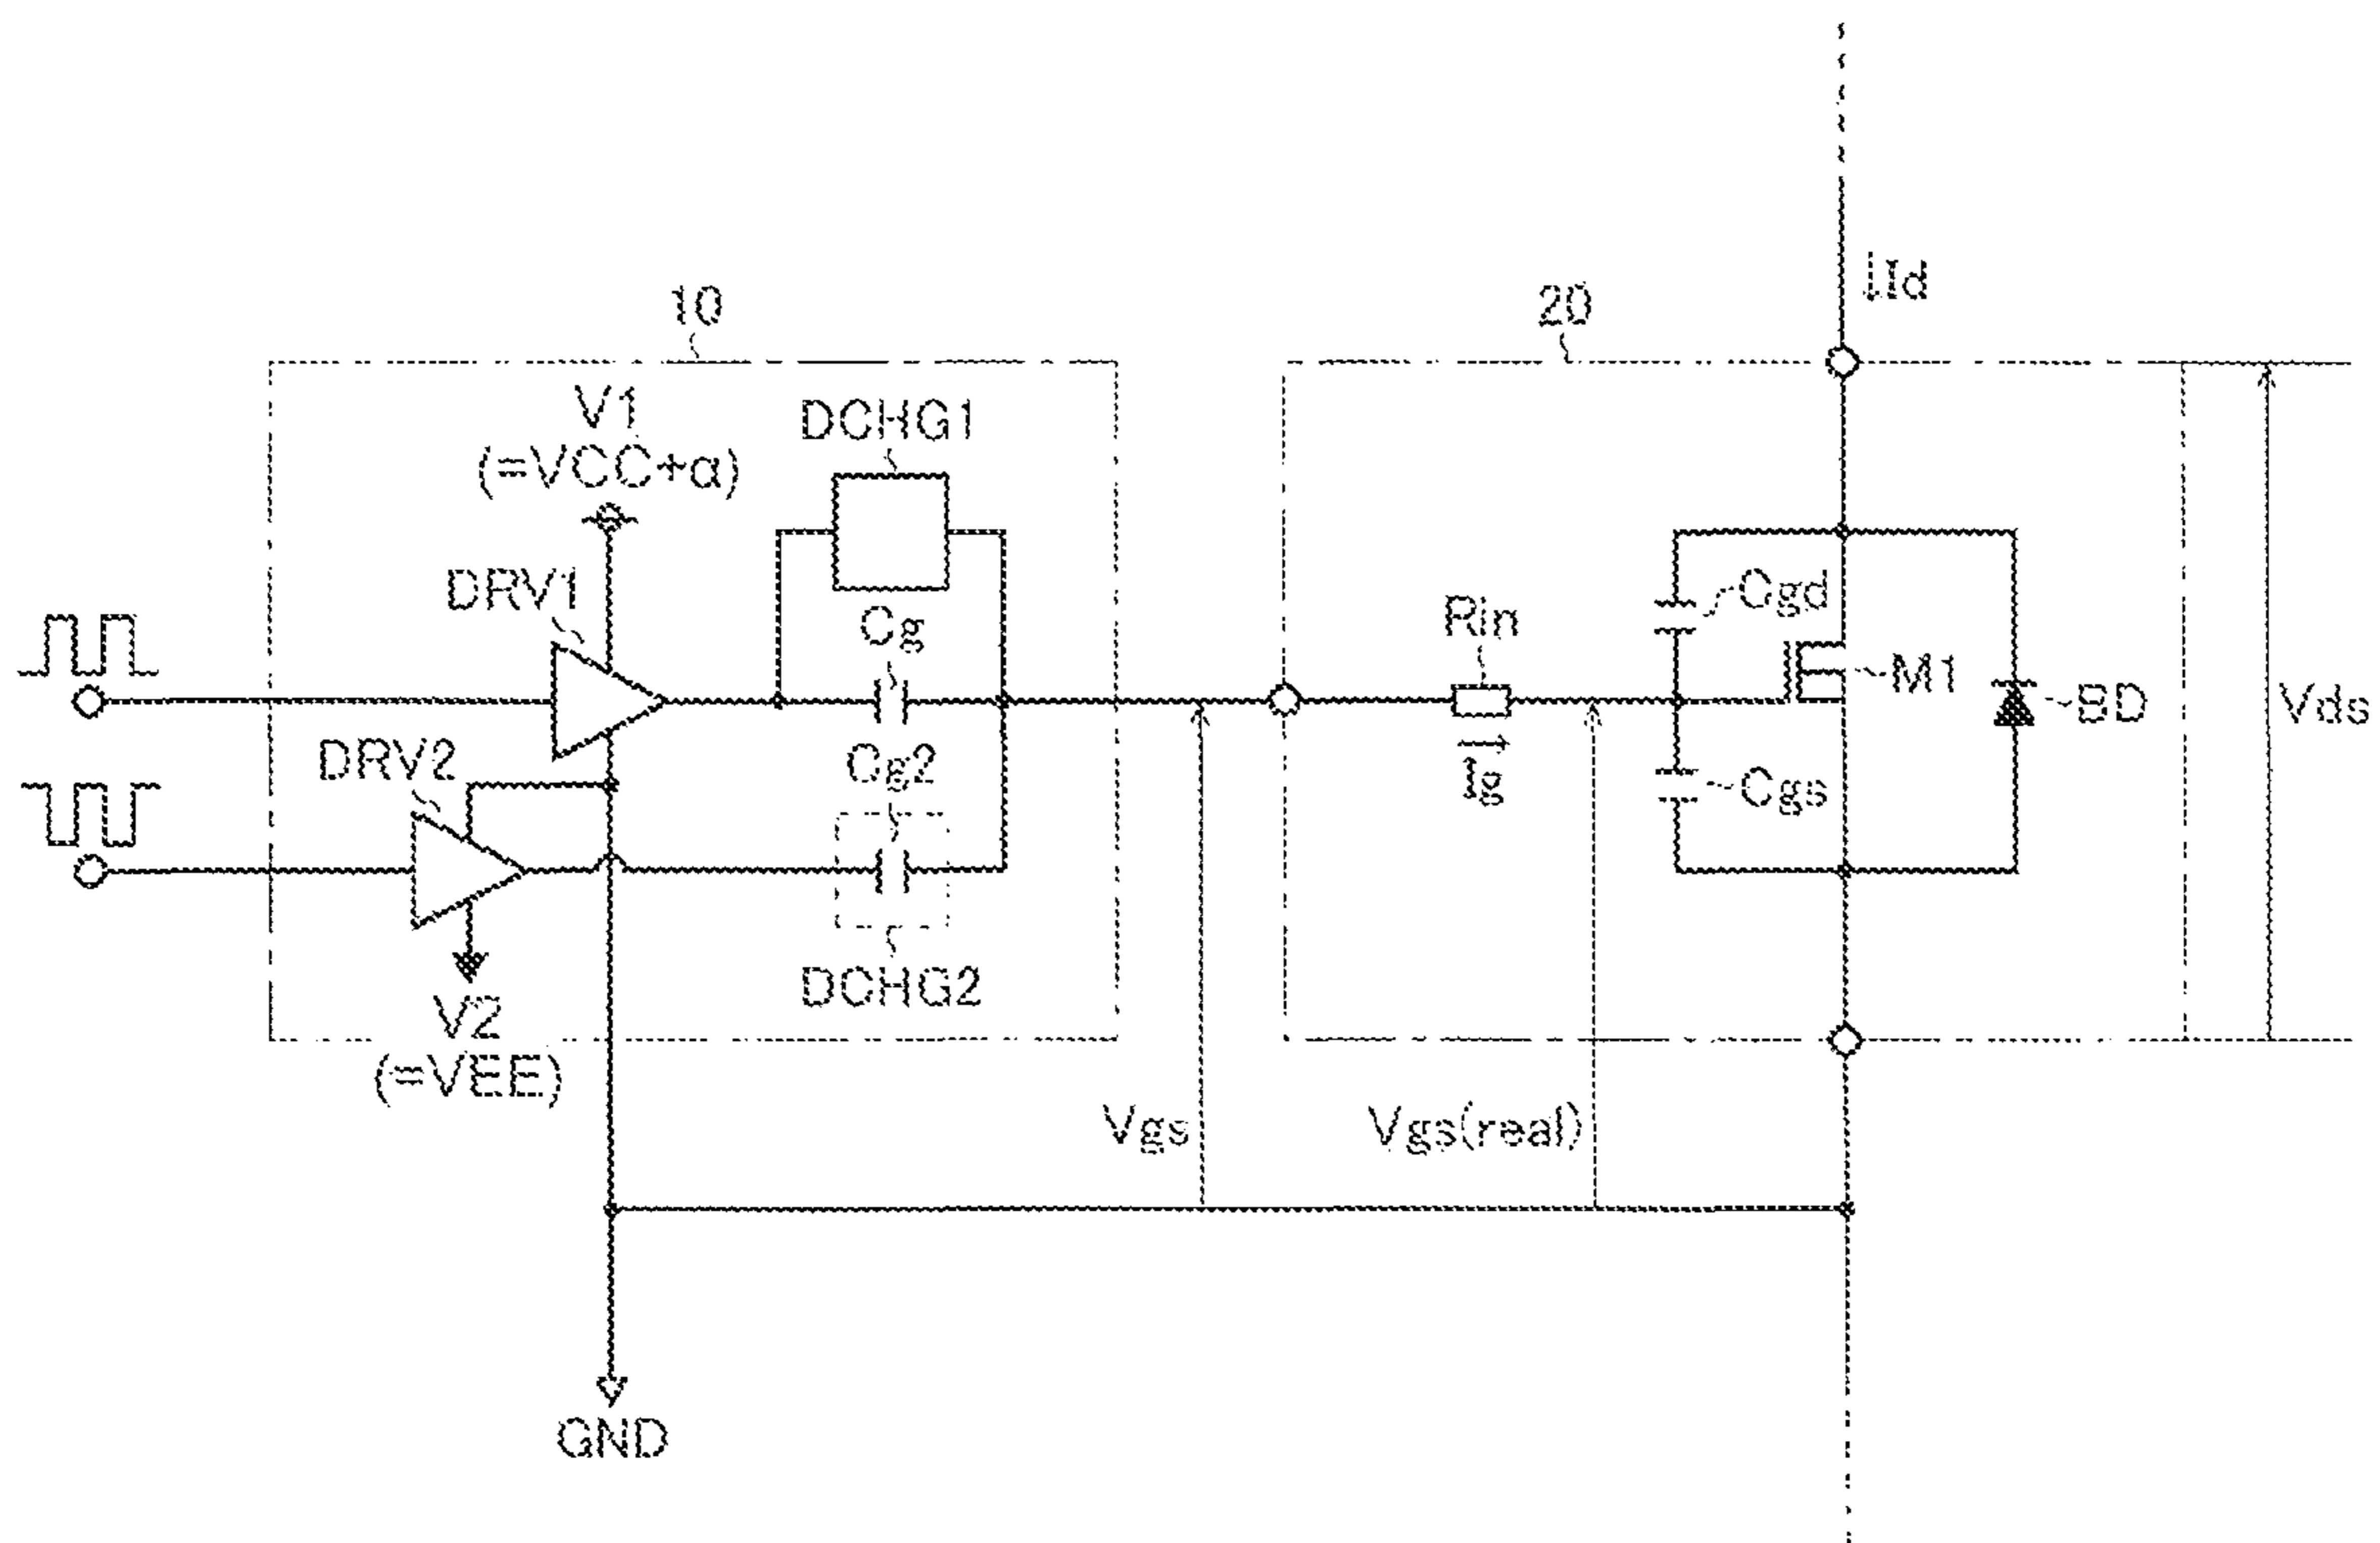 ↓Id
10
20
V1
(=VCC+α)
DCHG1
DRV1
Cg
Rin
Cgd
M1
BD
Vds
DRV2
Cg2
Ig
Cgs
DCHG2
V2
(=VEE)
Vgs
Vgs(real)
GND